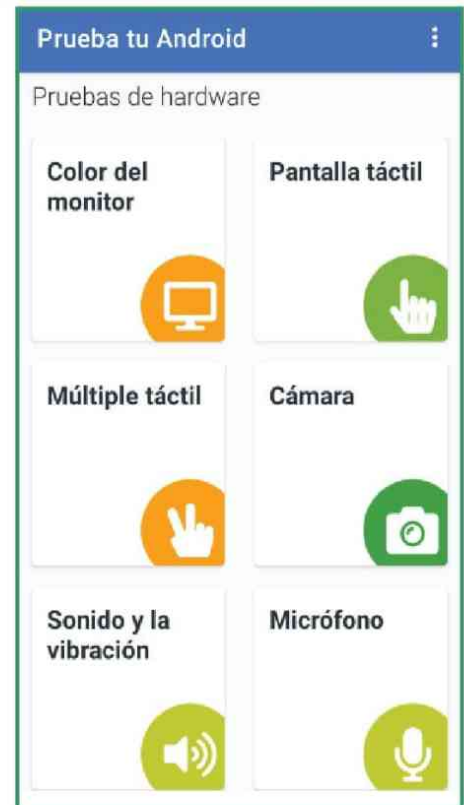 Prueba tu Android
Pruebas de hardware
Color del
monitor
Pantalla táctil
Múltiple táctil
Cámara
Sonido y la
vibración
Micrófono